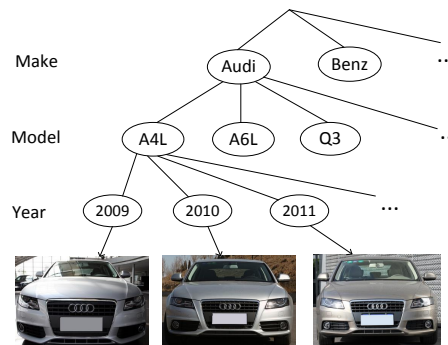 Make
Audi
Benz
...
Model
A4L
A6L
Q3
...
Year
2009
2010
2011
...